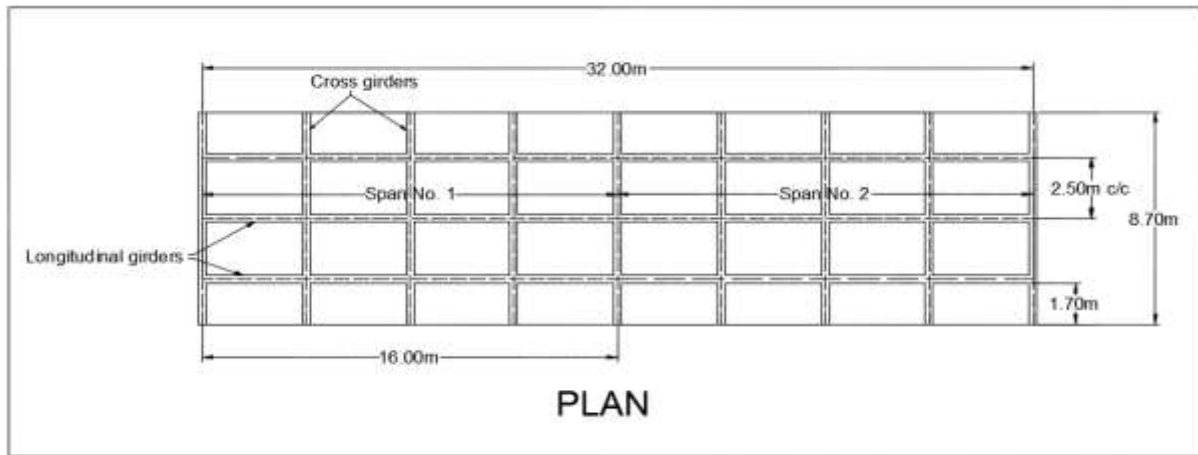 32.00m
Cross girders
Span No. 1
Span No. 2
2.50m c/c
8.70m
Longitudinal girders
1.70m
16.00m
PLAN